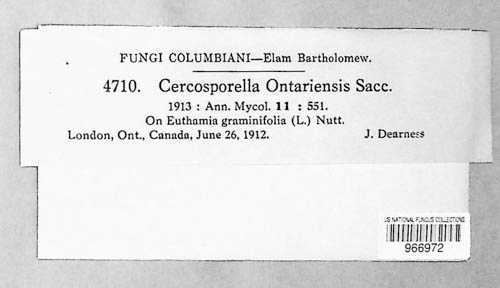 FUNGI COLUMBIANI—Elam Bartholomew.
4710. Cercosporella Ontariensis Sacc.
1913 : Ann. Mycol. 11 : 551.
On Euthamia graminifolia (L.) Nutt.
London, Ont., Canada, June 26, 1912. J. Dearness
US NATIONAL FUNGUS COLLECTIONS
966972